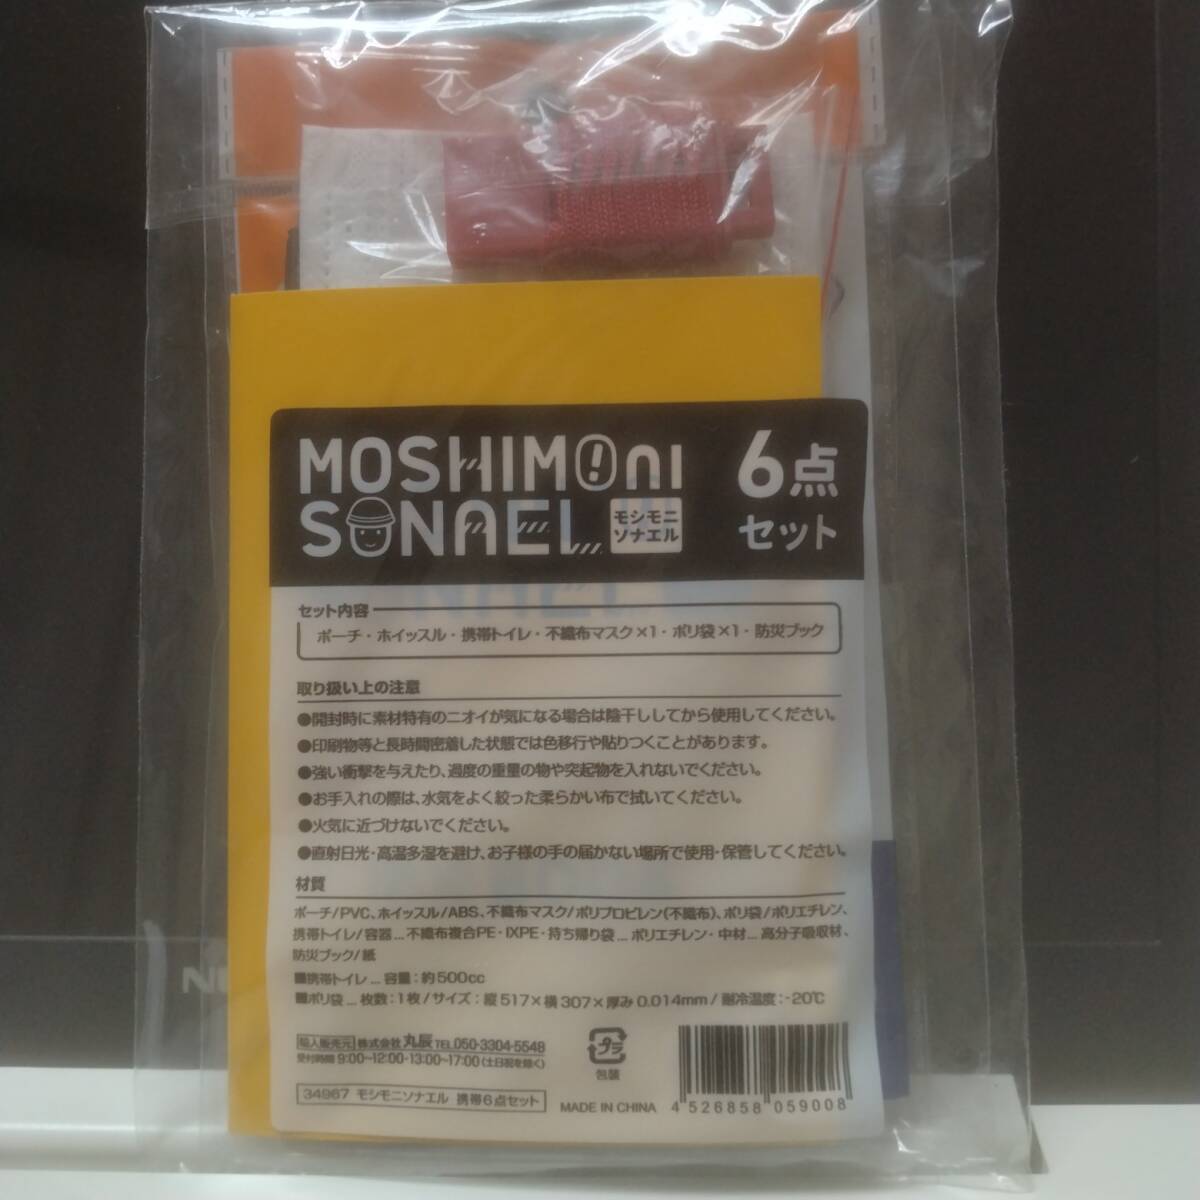 MOSHIMOnI
SONAEL
モシモニ
ソナエル
6点
セット
セット内容
ポーチ・ホイッスル・携帯トイレ・不織布マスク×1・ポリ袋×1・防災ブック
取り扱い上の注意
●開封時に素材特有のニオイが気になる場合は陰干ししてから使用してください。
●印刷物等と長時間密着した状態では色移行や貼りつくことがあります。
●強い衝撃を与えたり、過度の重量の物や突起物を入れないでください。
●お手入れの際は、水気をよく絞った柔らかい布で拭いてください。
●火気に近づけないでください。
●直射日光・高温多湿を避け、お子様の手の届かない場所で使用・保管してください。
材質
ポーチ/PVC、ホイッスル/ABS、不織布マスク/ポリプロピレン(不織布)、ポリ袋/ポリエチレン、
携帯トイレ/容器…不織布複合PE・IXPE・持ち帰り袋…ポリエチレン・中材…高分子吸収材、
防災ブック/紙
■携帯トイレ…容量：約500cc
■ポリ袋…枚数：1枚/サイズ：縦517×横307×厚み0.014mm/耐冷温度：-20℃
輸入販売元 株式会社 丸辰 TEL050-3304-5548
受付時間 9:00~12:00・13:00~17:00(土日祝を除く)
34967 モシモニソナエル 携帯6点セット
プラ
包装
MADE IN CHINA
4 526858 059008